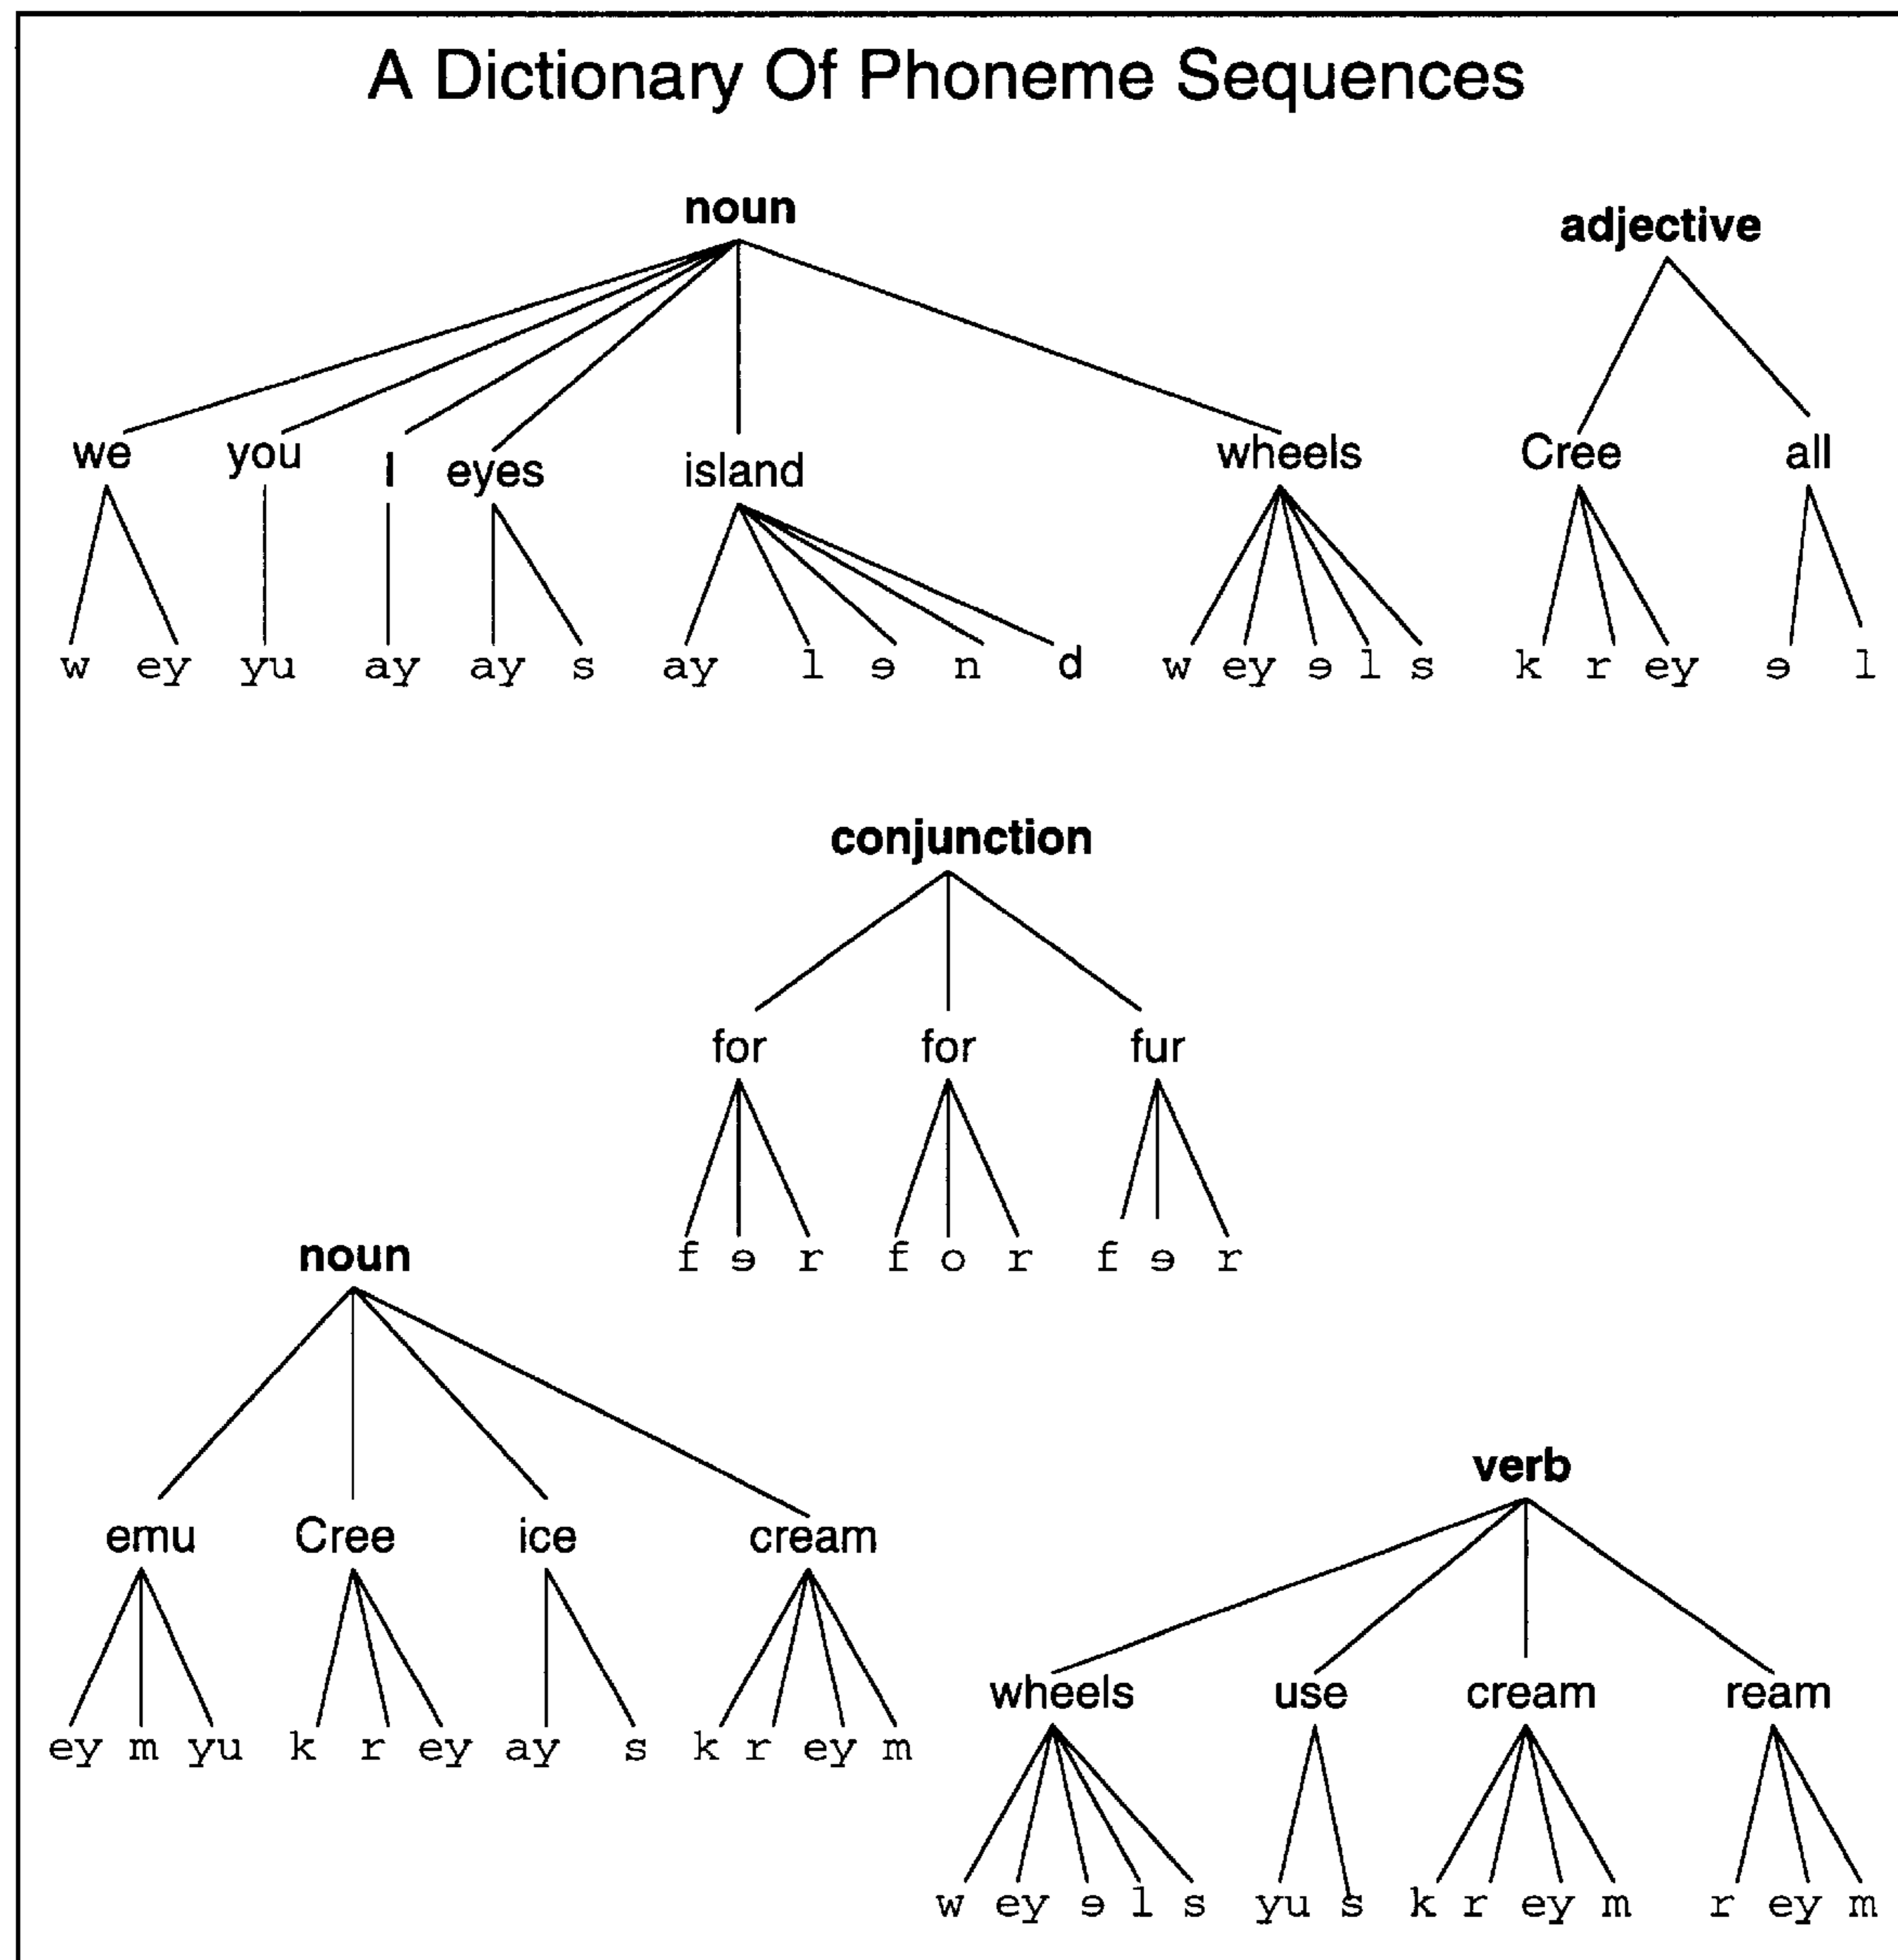 A Dictionary Of Phoneme Sequences
noun
adjective
we you I eyes island wheels Cree all
w ey yu ay ay s ay l ɘ n d w ey ɘ l s k r ey ɘ l
conjunction
for for fur
f ɘ r f o r f ɘ r
noun
emu Cree ice cream
ey m yu k r ey ay s k r ey m
verb
wheels use cream ream
w ey ɘ l s yu s k r ey m r ey m